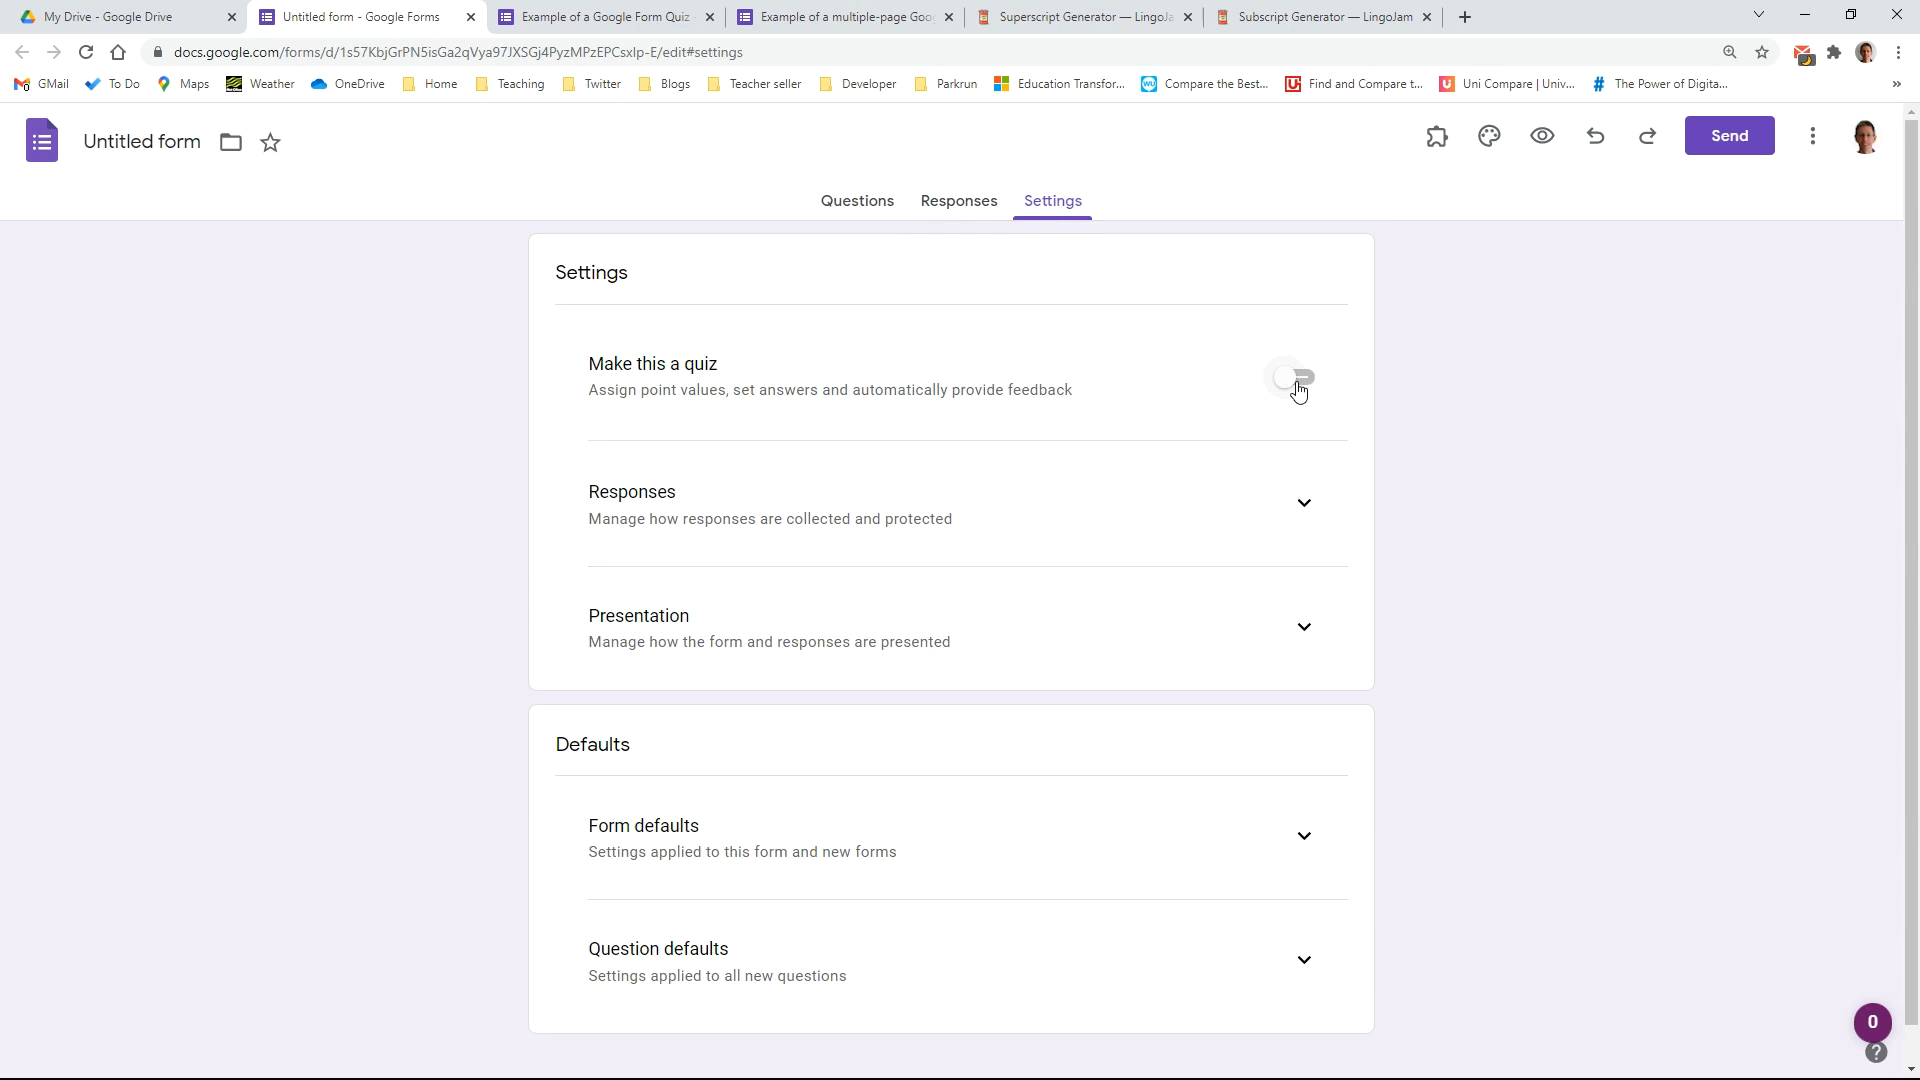 My Drive - Google Drive
Untitled form - Google Forms
Example of a Google Form Quiz
Example of a multiple-page Goo
Superscript Generator — LingoJa
Subscript Generator — LingoJam
docs.google.com/forms/d/1s57KbjGrPN5isGa2qVya97JXSGj4PyzMPzEPCsxlp-E/edit#settings
GMail To Do Maps Weather OneDrive Home Teaching Twitter Blogs Teacher seller Developer Parkrun Education Transfor... Compare the Best... Find and Compare t... Uni Compare | Univ... The Power of Digita... »
Untitled form
Send
Questions Responses Settings
Settings
Make this a quiz
Assign point values, set answers and automatically provide feedback
Responses
Manage how responses are collected and protected
Presentation
Manage how the form and responses are presented
Defaults
Form defaults
Settings applied to this form and new forms
Question defaults
Settings applied to all new questions
0
?